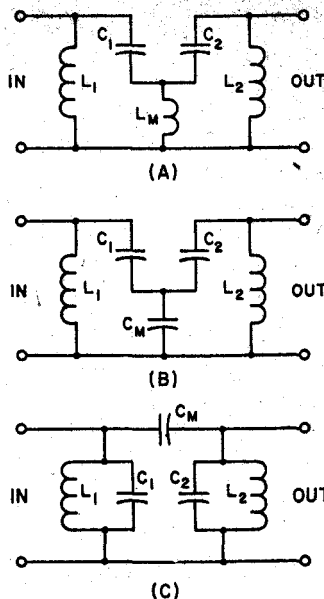 C1 C2
IN L1 L2 OUT
LM
(A)
C1 C2
IN L1 L2 OUT
CM
(B)
CM
IN L1 C1 C2 L2 OUT
(C)